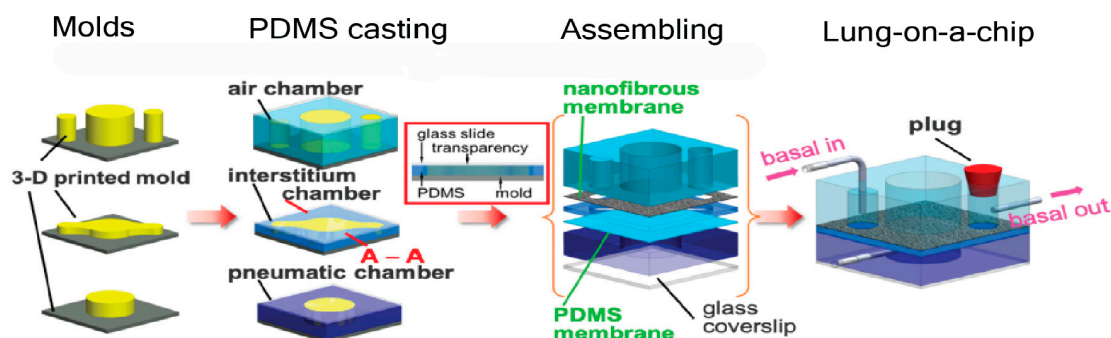 Molds
PDMS casting
Assembling
Lung-on-a-chip
3-D printed mold
air chamber
interstitium
chamber
A – A
pneumatic chamber
glass slide
transparency
PDMS
mold
nanofibrous
membrane
PDMS
membrane
glass
coverslip
basal in
plug
basal out